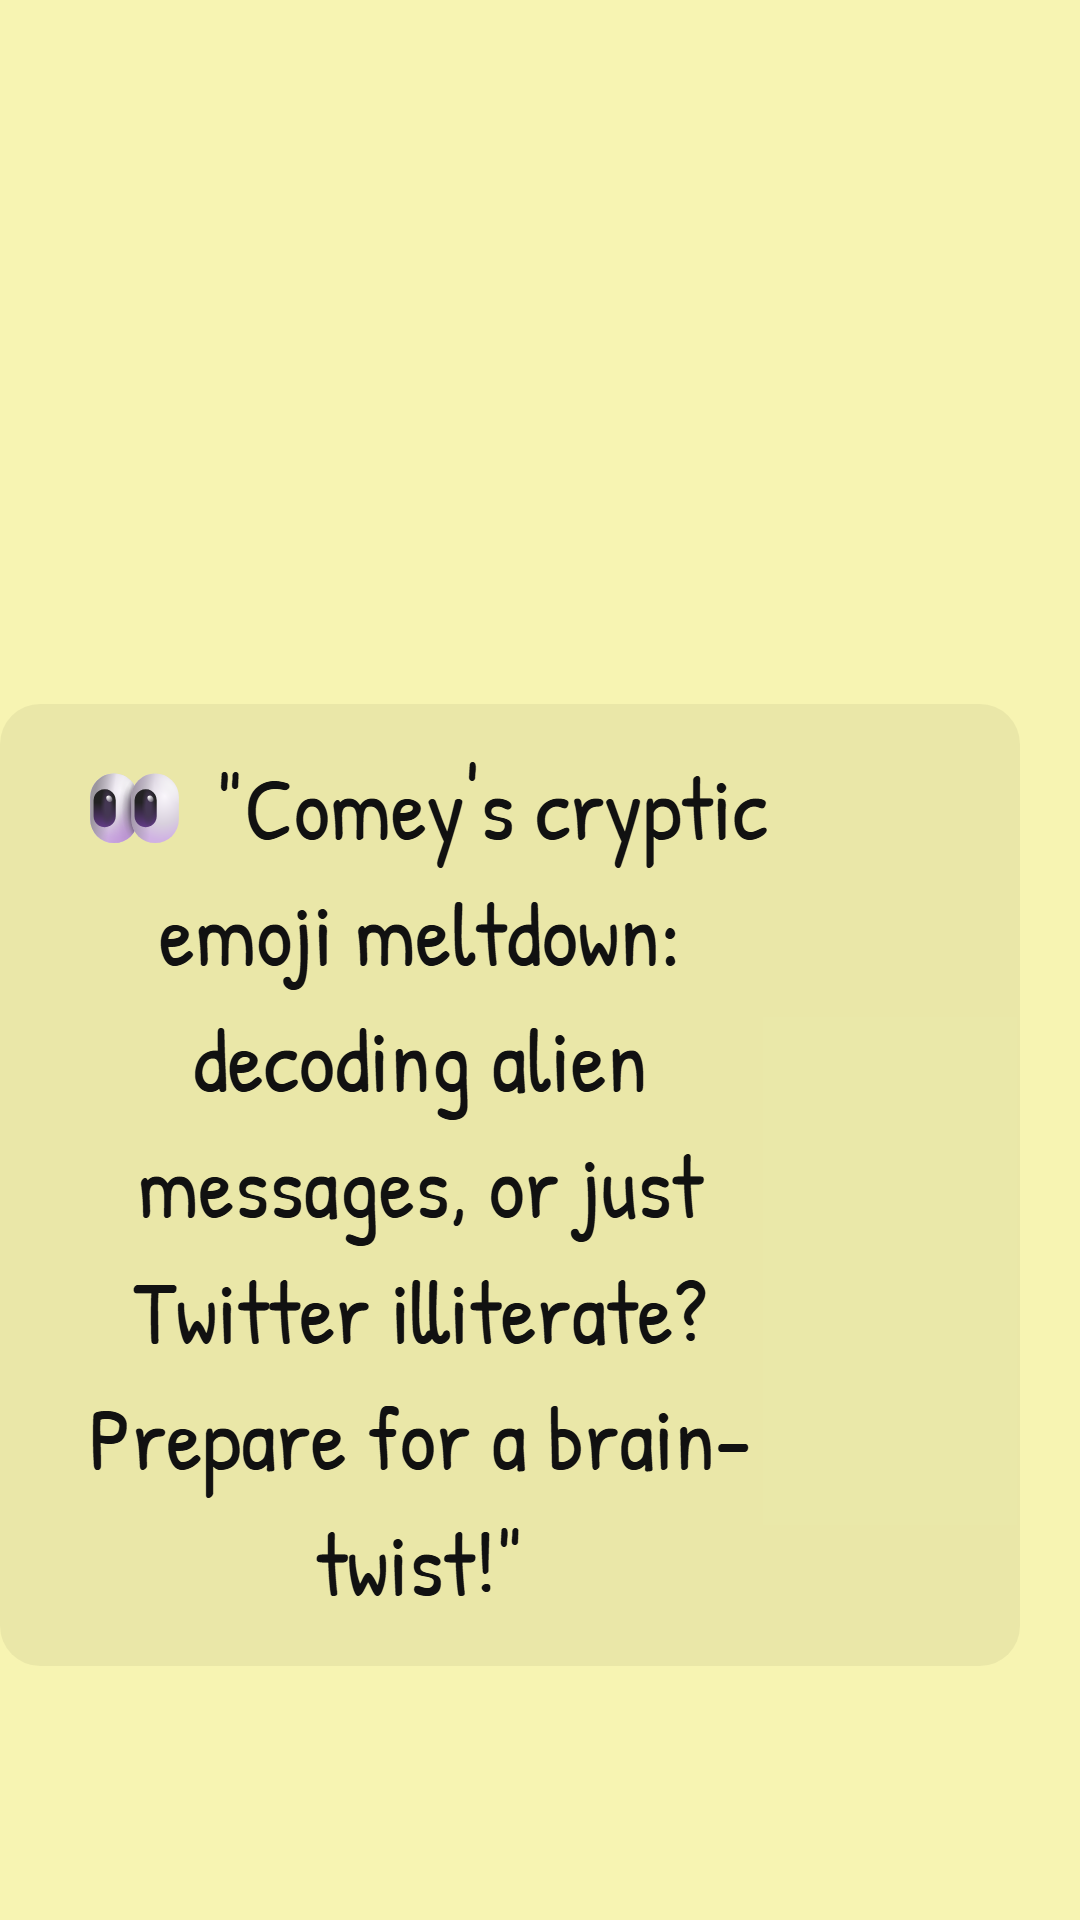 👀 "Comey's cryptic
emoji meltdown:
decoding alien
messages, or just
Twitter illiterate?
Prepare for a brain-
twist!"